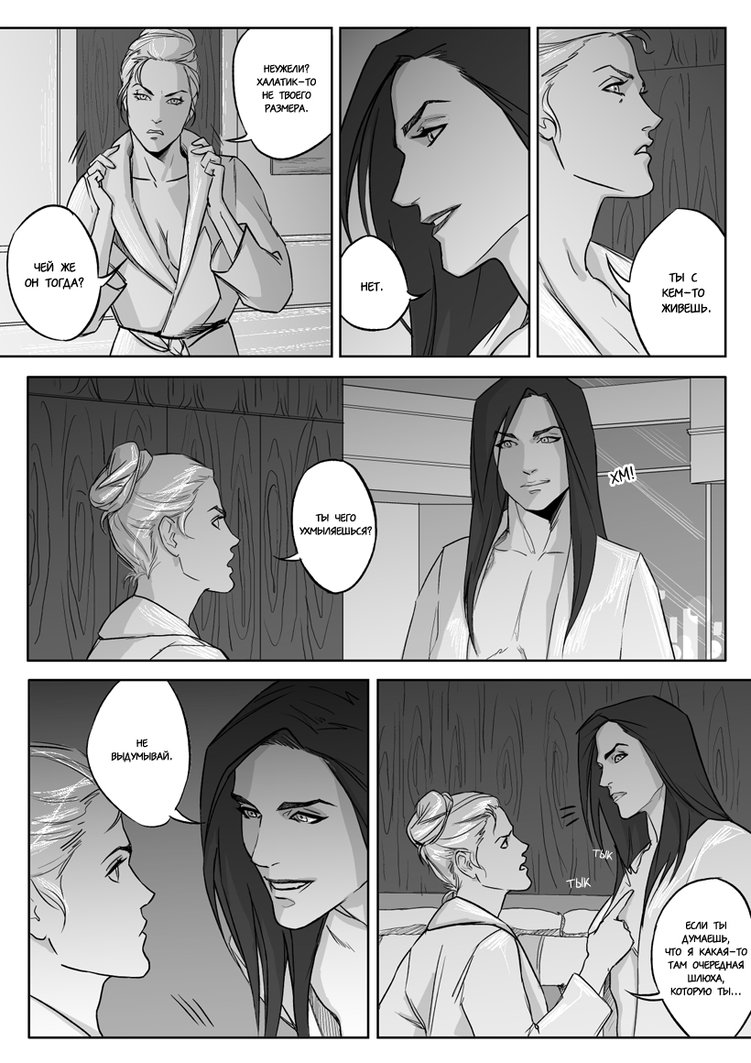 НЕУЖЕЛИ?
ХАЛАТИК-ТО
НЕ ТВОЕГО
РАЗМЕРА.
ЧЕЙ ЖЕ
ОН ТОГДА?
НЕТ.
ТЫ С
КЕМ-ТО
ЖИВЕШЬ.
ТЫ ЧЕГО
УХМЫЛЯЕШЬСЯ?
ХМ!
НЕ
ВЫДУМЫВАЙ.
ТЫК
ТЫК
ЕСЛИ ТЫ
ДУМАЕШЬ,
ЧТО Я КАКАЯ-ТО
ТАМ ОЧЕРЕДНАЯ
ШЛЮХА,
КОТОРУЮ ТЫ...